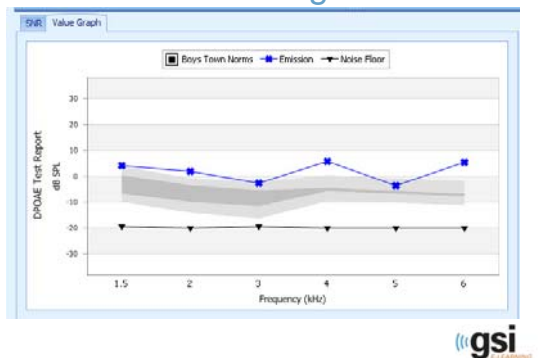 SNR Value Graph
Boys Town Norms Emission Noise Floor
DPOAE Test Report
dB SPL
30
20
10
0
-10
-20
-30
1.5 2 3 4 5 6
Frequency (kHz)
gsi
E-LEARNING